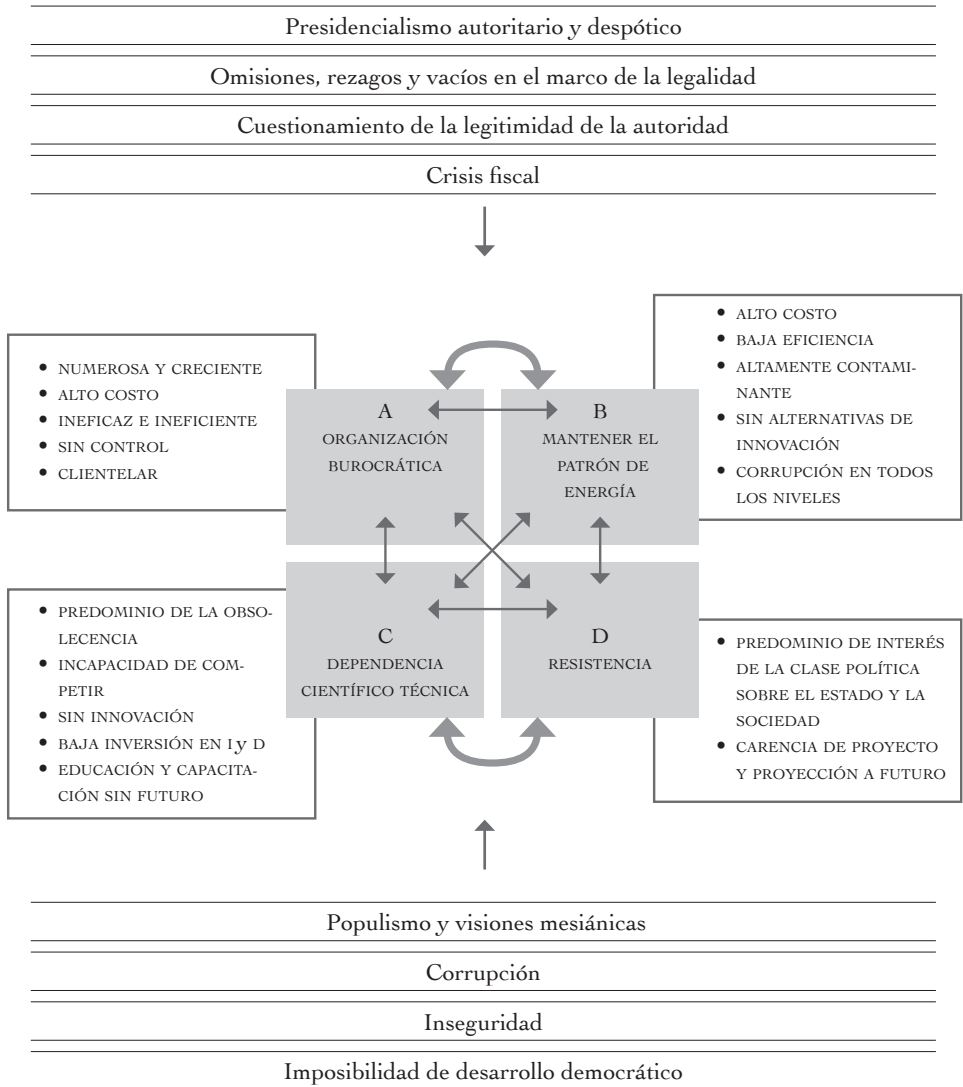 Presidencialismo autoritario y despótico
Omisiones, rezagos y vacíos en el marco de la legalidad
Cuestionamiento de la legitimidad de la autoridad
Crisis fiscal
• NUMEROSA Y CRECIENTE
• ALTO COSTO
• INEFICAZ E INEFICIENTE
• SIN CONTROL
• CLIENTELAR
A
ORGANIZACIÓN
BUROCRÁTICA
B
MANTENER EL
PATRÓN DE
ENERGÍA
• ALTO COSTO
• BAJA EFICIENCIA
• ALTAMENTE CONTAMI-
NANTE
• SIN ALTERNATIVAS DE
INNOVACIÓN
• CORRUPCIÓN EN TODOS
LOS NIVELES
• PREDOMINIO DE LA OBSO-
LECENCIA
• INCAPACIDAD DE COM-
PETIR
• SIN INNOVACIÓN
• BAJA INVERSIÓN EN I y D
• EDUCACIÓN Y CAPACITA-
CIÓN SIN FUTURO
C
DEPENDENCIA
CIENTÍFICO TÉCNICA
D
RESISTENCIA
• PREDOMINIO DE INTERÉS
DE LA CLASE POLÍTICA
SOBRE EL ESTADO Y LA
SOCIEDAD
• CARENCIA DE PROYECTO
Y PROYECCIÓN A FUTURO
Populismo y visiones mesiánicas
Corrupción
Inseguridad
Imposibilidad de desarrollo democrático